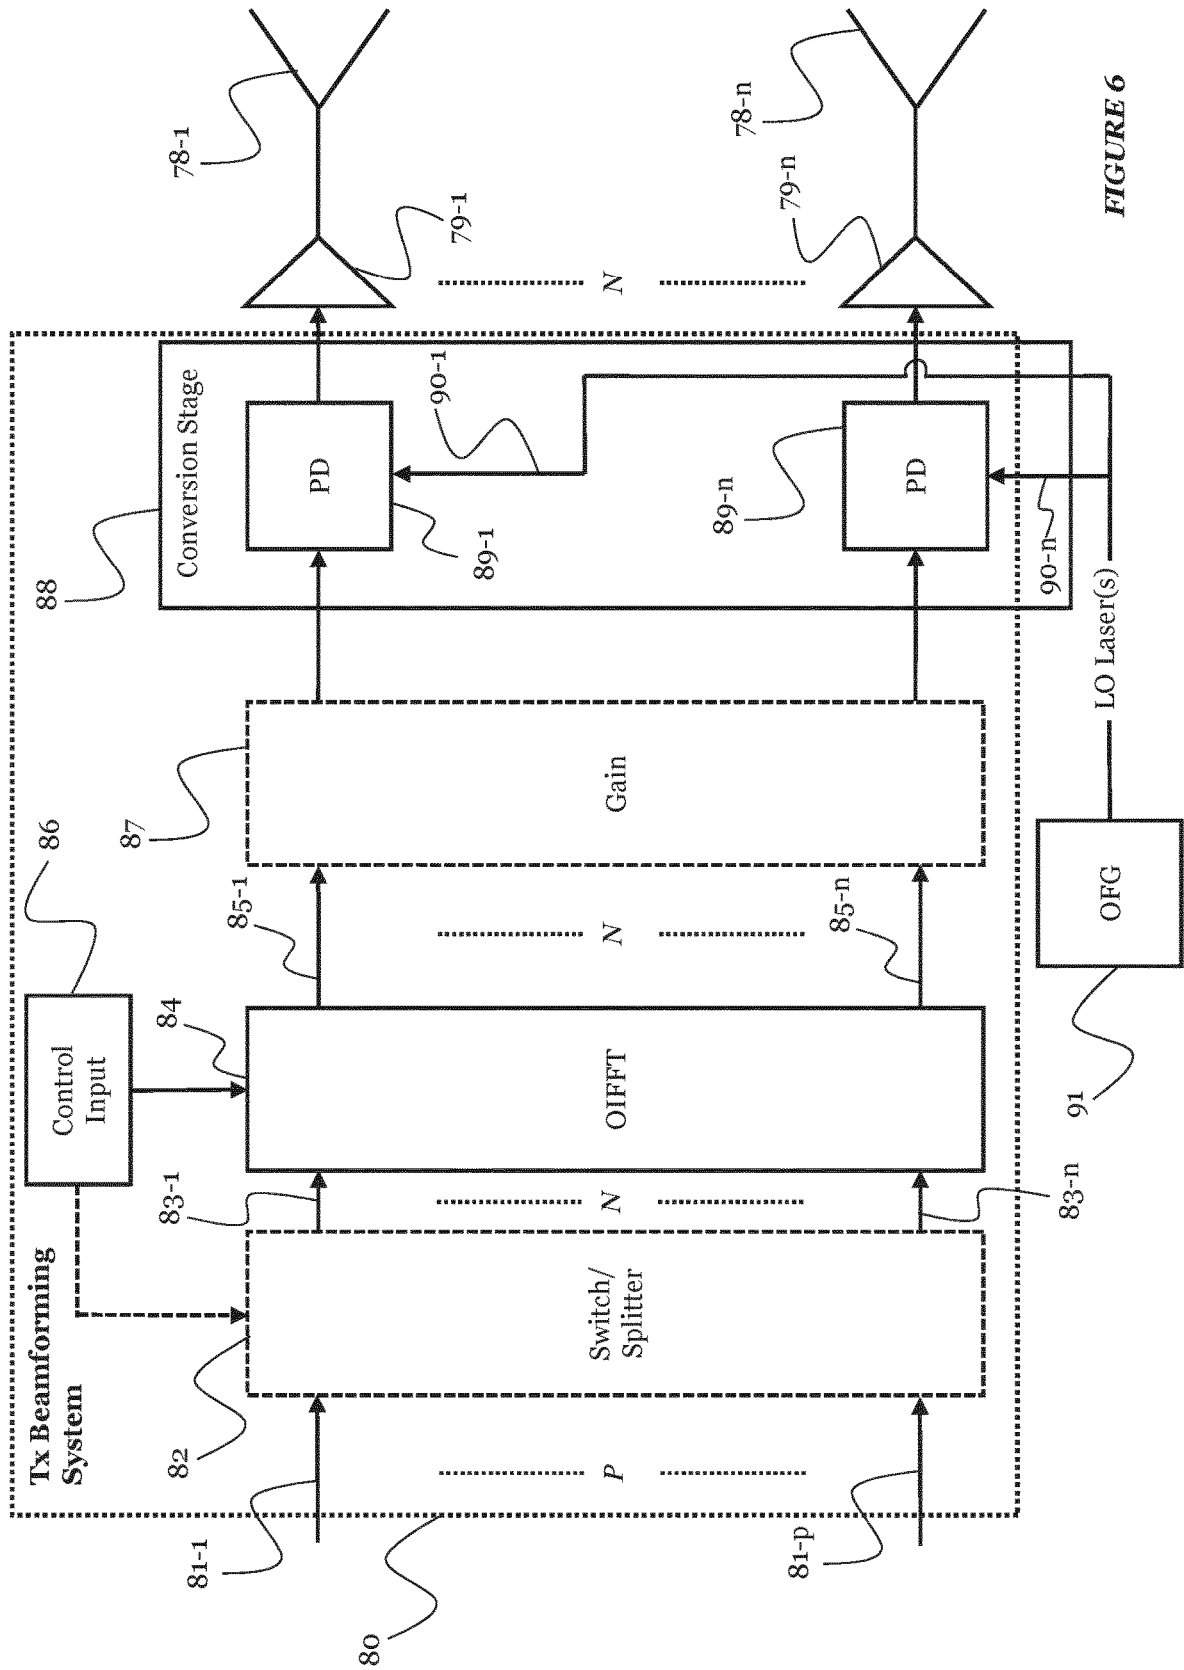 Tx Beamforming
System
80
81-1
81-p
P
82
Switch/
Splitter
83-1
83-n
N
Control
Input
86
84
OIFFT
85-1
85-n
N
87
Gain
88
Conversion Stage
PD
89-1
90-1
PD
89-n
90-n
OFG
91
LO Laser(s)
79-1
79-n
N
78-1
78-n
FIGURE 6